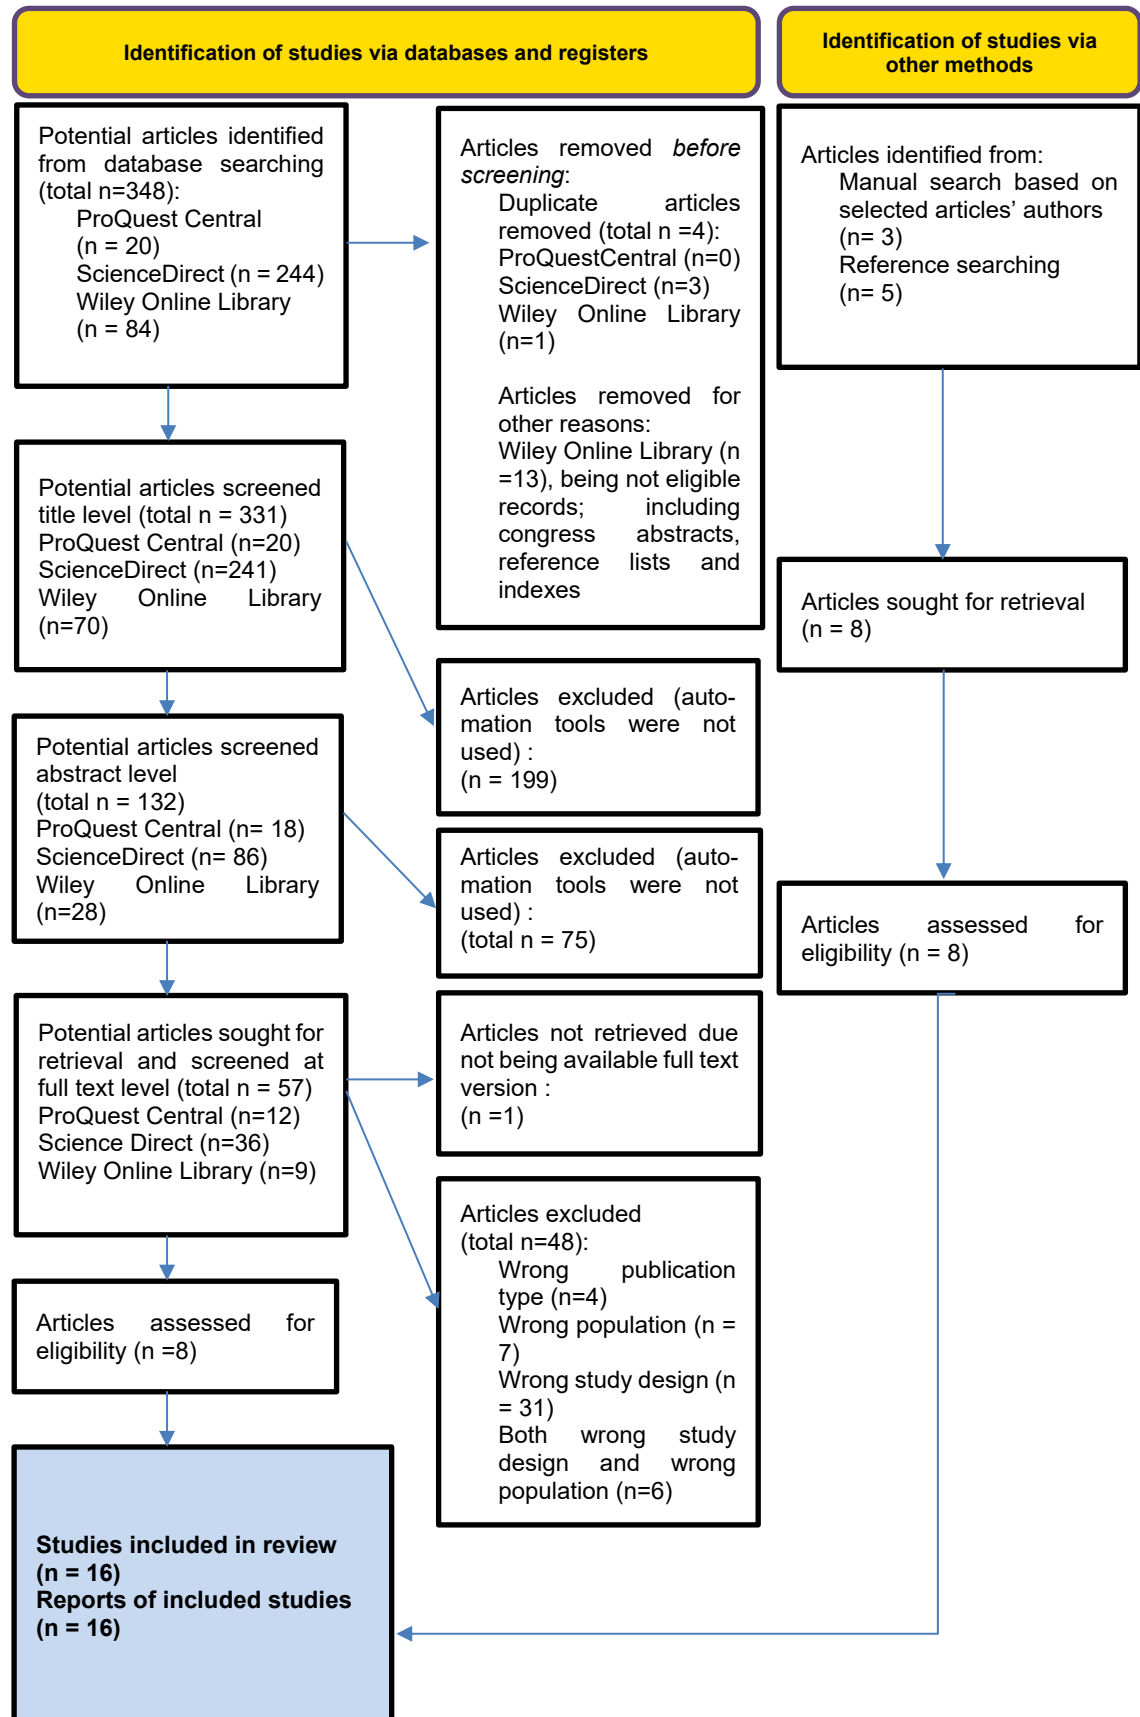 Identification of studies via databases and registers
Identification of studies via
other methods
Potential articles identified
from database searching
(total n=348):
ProQuest Central
(n = 20)
ScienceDirect (n = 244)
Wiley Online Library
(n = 84)
Articles removed before
screening:
Duplicate articles
removed (total n =4):
ProQuestCentral (n=0)
ScienceDirect (n=3)
Wiley Online Library
(n=1)
Articles removed for
other reasons:
Wiley Online Library (n
=13), being not eligible
records; including
congress abstracts,
reference lists and
indexes
Articles identified from:
Manual search based on
selected articles’ authors
(n= 3)
Reference searching
(n= 5)
Potential articles screened
title level (total n = 331)
ProQuest Central (n=20)
ScienceDirect (n=241)
Wiley Online Library
(n=70)
Articles sought for retrieval
(n = 8)
Articles excluded (auto-
mation tools were not
used) :
(n = 199)
Potential articles screened
abstract level
(total n = 132)
ProQuest Central (n= 18)
ScienceDirect (n= 86)
Wiley Online Library
(n=28)
Articles excluded (auto-
mation tools were not
used) :
(total n = 75)
Articles assessed for
eligibility (n = 8)
Potential articles sought for
retrieval and screened at
full text level (total n = 57)
ProQuest Central (n=12)
Science Direct (n=36)
Wiley Online Library (n=9)
Articles not retrieved due
not being available full text
version :
(n =1)
Articles excluded
(total n=48):
Wrong publication
type (n=4)
Wrong population (n =
7)
Wrong study design (n
= 31)
Both wrong study
design and wrong
population (n=6)
Articles assessed for
eligibility (n =8)
Studies included in review
(n = 16)
Reports of included studies
(n = 16)